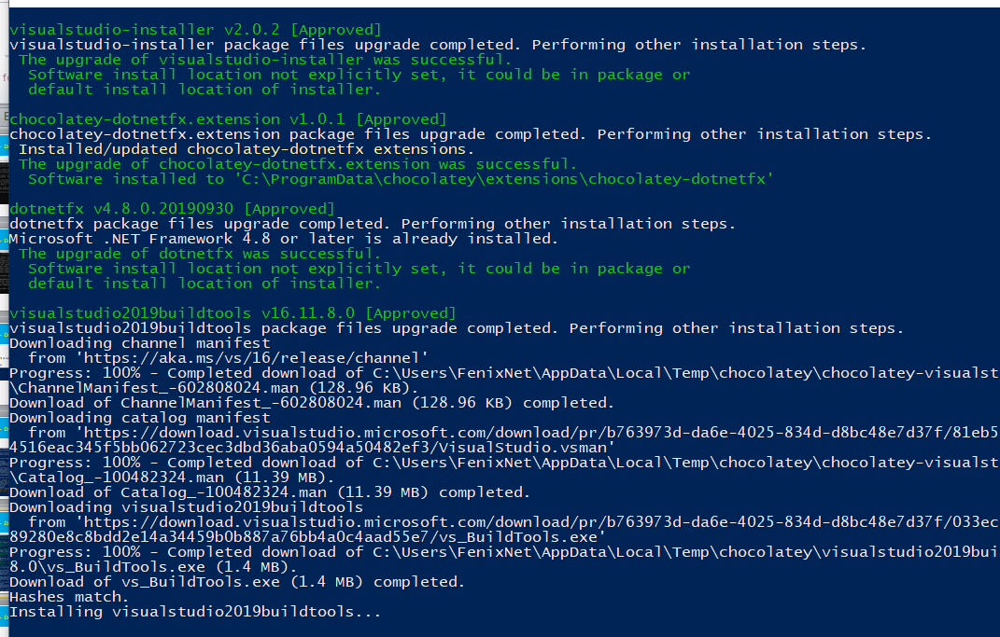 visualstudio-installer v2.0.2 [Approved]
visualstudio-installer package files upgrade completed. Performing other installation steps.
 The upgrade of visualstudio-installer was successful.
  Software install location not explicitly set, it could be in package or
  default install location of installer.

chocolatey-dotnetfx.extension v1.0.1 [Approved]
chocolatey-dotnetfx.extension package files upgrade completed. Performing other installation steps.
 Installed/updated chocolatey-dotnetfx extensions.
 The upgrade of chocolatey-dotnetfx.extension was successful.
  Software installed to 'C:\ProgramData\chocolatey\extensions\chocolatey-dotnetfx'

dotnetfx v4.8.0.20190930 [Approved]
dotnetfx package files upgrade completed. Performing other installation steps.
Microsoft .NET Framework 4.8 or later is already installed.
 The upgrade of dotnetfx was successful.
  Software install location not explicitly set, it could be in package or
  default install location of installer.

visualstudio2019buildtools v16.11.8.0 [Approved]
visualstudio2019buildtools package files upgrade completed. Performing other installation steps.
Downloading channel manifest
  from 'https://aka.ms/vs/16/release/channel'
Progress: 100% - Completed download of C:\Users\FenixNet\AppData\Local\Temp\chocolatey\chocolatey-visualst
\ChannelManifest_-602808024.man (128.96 KB).
Download of ChannelManifest_-602808024.man (128.96 KB) completed.
Downloading catalog manifest
  from 'https://download.visualstudio.microsoft.com/download/pr/b763973d-da6e-4025-834d-d8bc48e7d37f/81eb5
4516eac345f5bb062723cec3dbd36aba0594a50482ef3/VisualStudio.vsman'
Progress: 100% - Completed download of C:\Users\FenixNet\AppData\Local\Temp\chocolatey\chocolatey-visualst
\Catalog_-100482324.man (11.39 MB).
Download of Catalog_-100482324.man (11.39 MB) completed.
Downloading visualstudio2019buildtools
  from 'https://download.visualstudio.microsoft.com/download/pr/b763973d-da6e-4025-834d-d8bc48e7d37f/033ec
89280e8c8bdd2e14a34459b0b887a76bb4a0c4aad55e7/vs_BuildTools.exe'
Progress: 100% - Completed download of C:\Users\FenixNet\AppData\Local\Temp\chocolatey\visualstudio2019bui
8.0\vs_BuildTools.exe (1.4 MB).
Download of vs_BuildTools.exe (1.4 MB) completed.
Hashes match.
Installing visualstudio2019buildtools...